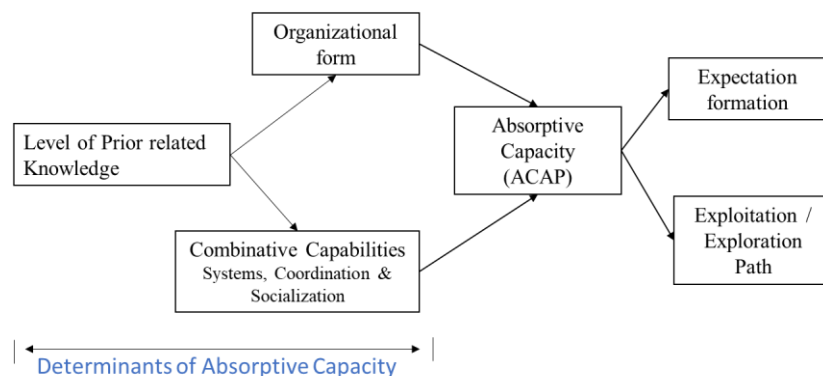 Organizational
form
Expectation
formation
Level of Prior related
Knowledge
Absorptive
Capacity
(ACAP)
Combinative Capabilities
Systems, Coordination &
Socialization
Exploitation /
Exploration
Path
Determinants of Absorptive Capacity